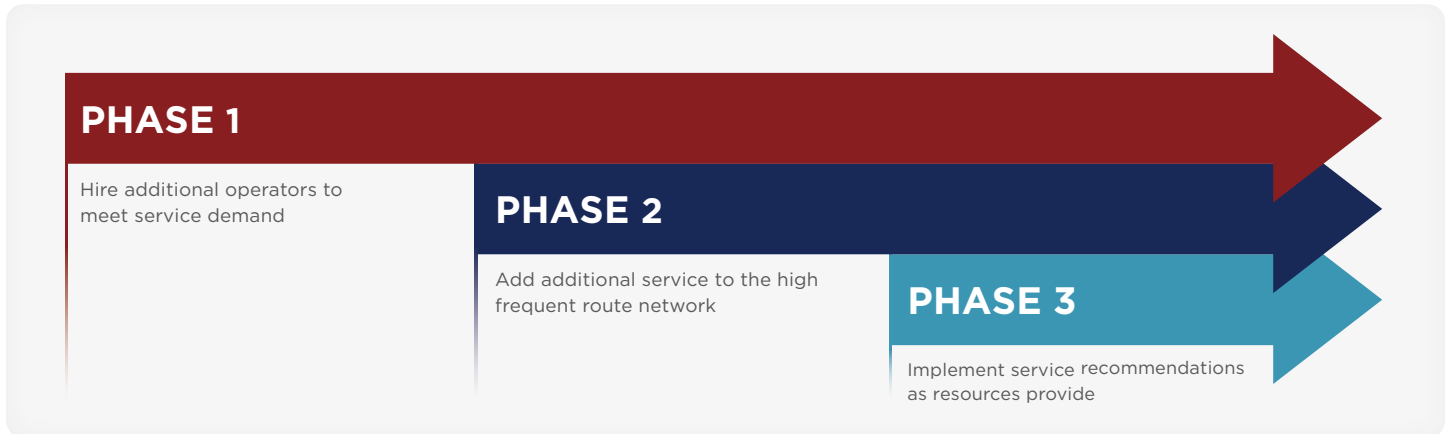 PHASE 1
Hire additional operators to
meet service demand
PHASE 2
Add additional service to the high
frequent route network
PHASE 3
Implement service recommendations
as resources provide